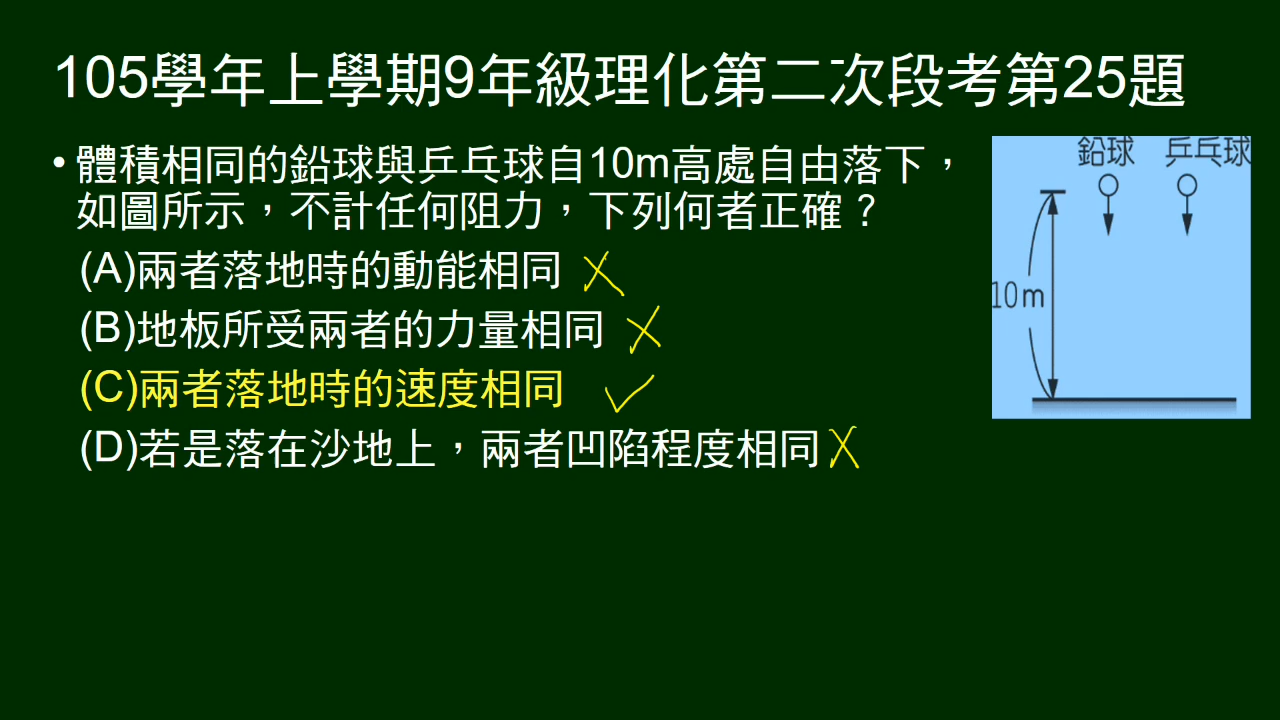 105學年上學期9年級理化第二次段考第25題
•體積相同的鉛球與乒乓球自10m高處自由落下，
如圖所示，不計任何阻力，下列何者正確？
(A)兩者落地時的動能相同
(B)地板所受兩者的力量相同
(C)兩者落地時的速度相同
(D)若是落在沙地上，兩者凹陷程度相同
鉛球 乒乓球
10m